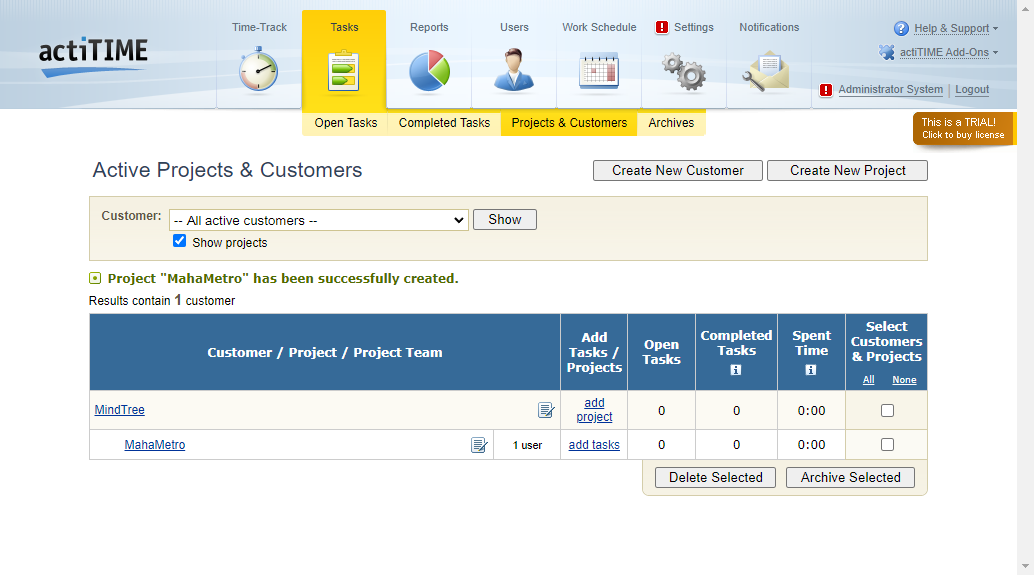 actiTIME
Time-Track
Tasks
Reports
Users
Work Schedule
Settings
Notifications
Help & Support
actiTIME Add-Ons
Administrator System | Logout
Open Tasks
Completed Tasks
Projects & Customers
Archives
This is a TRIAL!
Click to buy license
Active Projects & Customers
Create New Customer
Create New Project
Customer:
-- All active customers --
Show
Show projects
Project "MahaMetro" has been successfully created.
Results contain 1 customer
Customer / Project / Project Team
Add
Tasks /
Projects
Open
Tasks
Completed
Tasks
Spent
Time
Select
Customers
& Projects
All None
MindTree
add
project
0
0
0:00
MahaMetro
1 user
add tasks
0
0
0:00
Delete Selected
Archive Selected